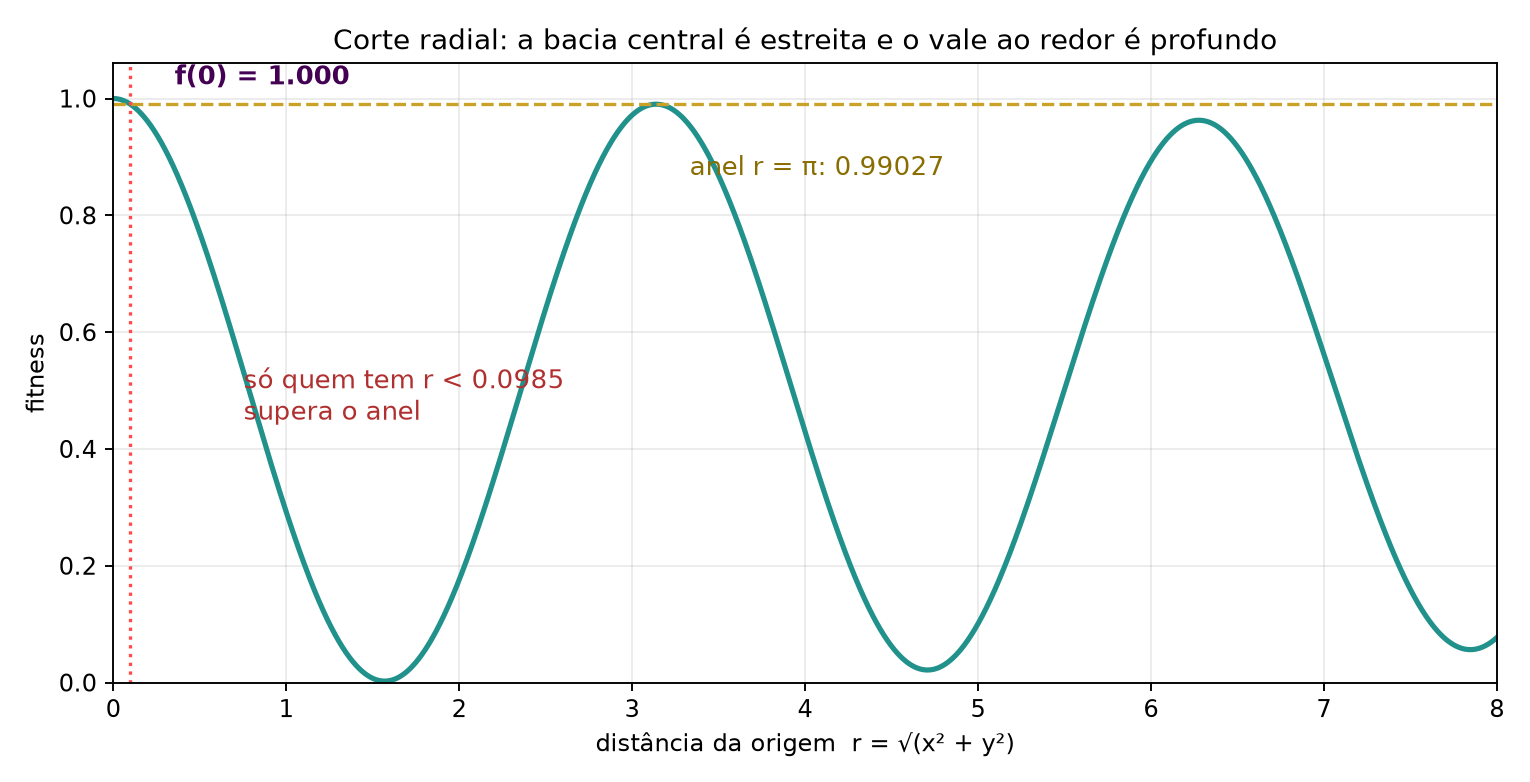 Corte radial: a bacia central é estreita e o vale ao redor é profundo
f(0) = 1.000
1.0
anel r = π: 0.99027
0.8
0.6
só quem tem r < 0.0985
supera o anel
0.4
0.2
0.0
fitness
0 1 2 3 4 5 6 7 8
distância da origem  r = √(x² + y²)